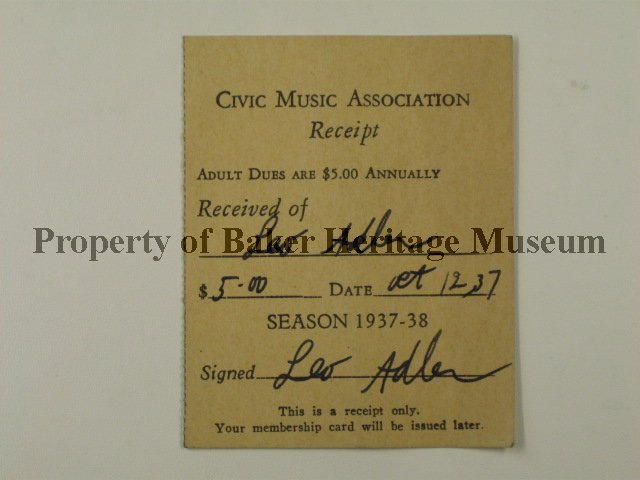 CIVIC MUSIC ASSOCIATION
Receipt
ADULT DUES ARE $5.00 ANNUALLY
Received of Leo Adler
Property of Baker Heritage Museum
$ 5.00 DATE Oct 12, 37
SEASON 1937-38
Signed Leo Adler
This is a receipt only.
Your membership card will be issued later.